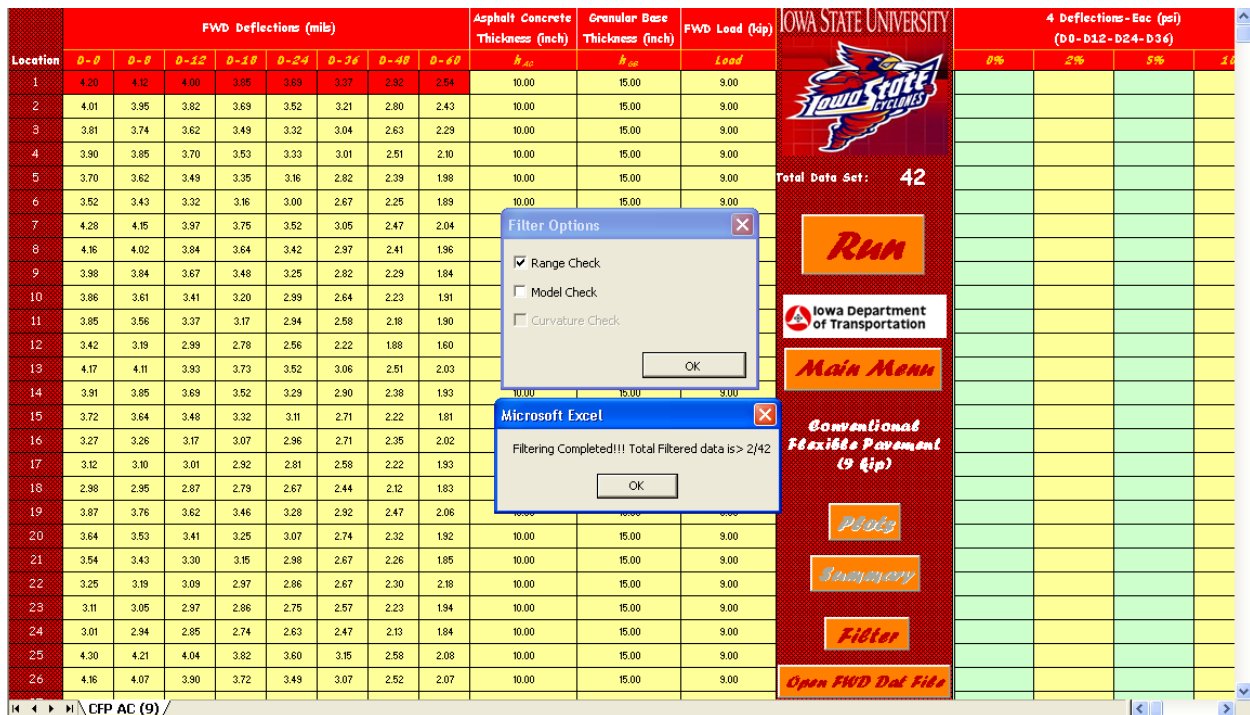 FWD Deflections (mils) Asphalt Concrete Thickness (inch) Granular Base Thickness (inch) FWD Load (kip) IOWA STATE UNIVERSITY 4 Deflections-Eac (psi) (D0-D12-D24-D36)
Location D-0 D-8 D-12 D-18 D-24 D-36 D-48 D-60 hAC hGB Load 0% 2% 5% 10
1 4.20 4.12 4.00 3.85 3.69 3.37 2.92 2.54 10.00 15.00 9.00
2 4.01 3.95 3.82 3.69 3.52 3.21 2.80 2.43 10.00 15.00 9.00
3 3.81 3.74 3.62 3.49 3.32 3.04 2.63 2.29 10.00 15.00 9.00
4 3.90 3.85 3.70 3.53 3.33 3.01 2.51 2.10 10.00 15.00 9.00
5 3.70 3.62 3.49 3.35 3.16 2.82 2.39 1.98 10.00 15.00 9.00
6 3.52 3.43 3.32 3.16 3.00 2.67 2.25 1.89 10.00 15.00 9.00
7 4.28 4.15 3.97 3.75 3.52 3.05 2.47 2.04
8 4.16 4.02 3.84 3.64 3.42 2.97 2.41 1.96
9 3.98 3.84 3.67 3.48 3.25 2.82 2.29 1.84
10 3.86 3.61 3.41 3.20 2.99 2.64 2.23 1.91
11 3.85 3.56 3.37 3.17 2.94 2.58 2.18 1.90
12 3.42 3.19 2.99 2.78 2.56 2.22 1.88 1.60
13 4.17 4.11 3.93 3.73 3.52 3.06 2.51 2.03
14 3.91 3.85 3.69 3.52 3.29 2.90 2.38 1.93 10.00 15.00 9.00
15 3.72 3.64 3.48 3.32 3.11 2.71 2.22 1.81
16 3.27 3.26 3.17 3.07 2.96 2.71 2.35 2.02
17 3.12 3.10 3.01 2.92 2.81 2.58 2.22 1.93
18 2.98 2.95 2.87 2.79 2.67 2.44 2.12 1.83
19 3.87 3.76 3.62 3.46 3.28 2.92 2.47 2.06
20 3.64 3.53 3.41 3.25 3.07 2.74 2.32 1.92 10.00 15.00 9.00
21 3.54 3.43 3.30 3.15 2.98 2.67 2.26 1.85 10.00 15.00 9.00
22 3.25 3.19 3.09 2.97 2.86 2.67 2.30 2.18 10.00 15.00 9.00
23 3.11 3.05 2.97 2.86 2.75 2.57 2.23 1.94 10.00 15.00 9.00
24 3.01 2.94 2.85 2.74 2.63 2.47 2.13 1.84 10.00 15.00 9.00
25 4.30 4.21 4.04 3.82 3.60 3.15 2.58 2.08 10.00 15.00 9.00
26 4.16 4.07 3.90 3.72 3.49 3.07 2.52 2.07 10.00 15.00 9.00
Filter Options
Range Check
Model Check
Curvature Check
OK
Microsoft Excel
Filtering Completed!!! Total Filtered data is> 2/42
OK
Iowa State
CYCLONES
Total Data Set: 42
Run
Iowa Department
of Transportation
Main Menu
Conventional
Flexible Pavement
(9 kip)
Plots
Summary
Filter
Open FWD Dat File
CFP AC (9)